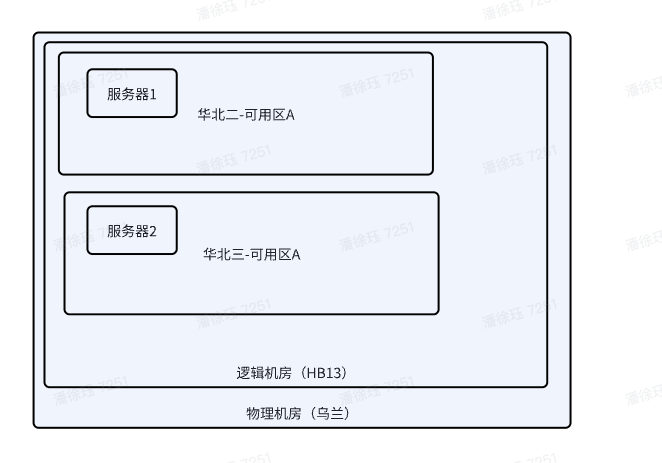 服务器1
华北二-可用区A
服务器2
华北三-可用区A
逻辑机房（HB13）
物理机房（乌兰）
潘徐珏 7251